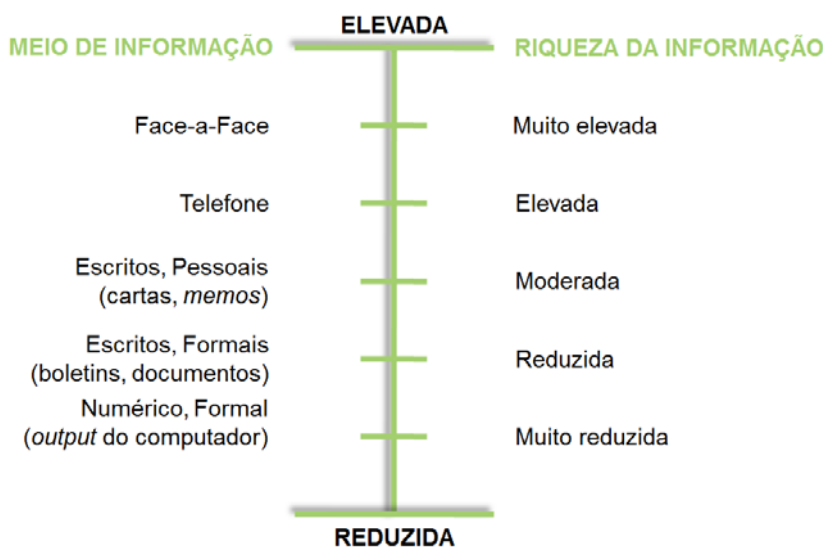 ELEVADA
MEIO DE INFORMAÇÃO
RIQUEZA DA INFORMAÇÃO
Face-a-Face
Muito elevada
Telefone
Elevada
Escritos, Pessoais
(cartas, memos)
Moderada
Escritos, Formais
(boletins, documentos)
Reduzida
Numérico, Formal
(output do computador)
Muito reduzida
REDUZIDA